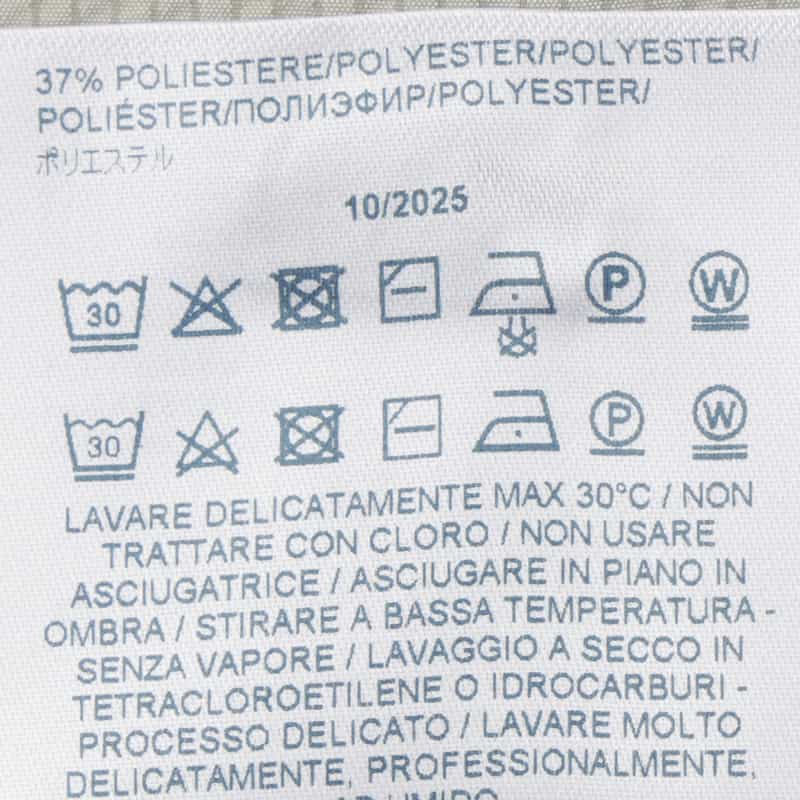 37% POLIESTERE/POLYESTER/POLYESTER/
POLIÉSTER/ПОЛИЭФИР/POLYESTER/
ポリエステル
10/2025
30 P W
30 P W
LAVARE DELICATAMENTE MAX 30°C / NON
TRATTARE CON CLORO / NON USARE
ASCIUGATRICE / ASCIUGARE IN PIANO IN
OMBRA / STIRARE A BASSA TEMPERATURA -
SENZA VAPORE / LAVAGGIO A SECCO IN
TETRACLOROETILENE O IDROCARBURI -
PROCESSO DELICATO / LAVARE MOLTO
DELICATAMENTE, PROFESSIONALMENTE,
AD UMIDO